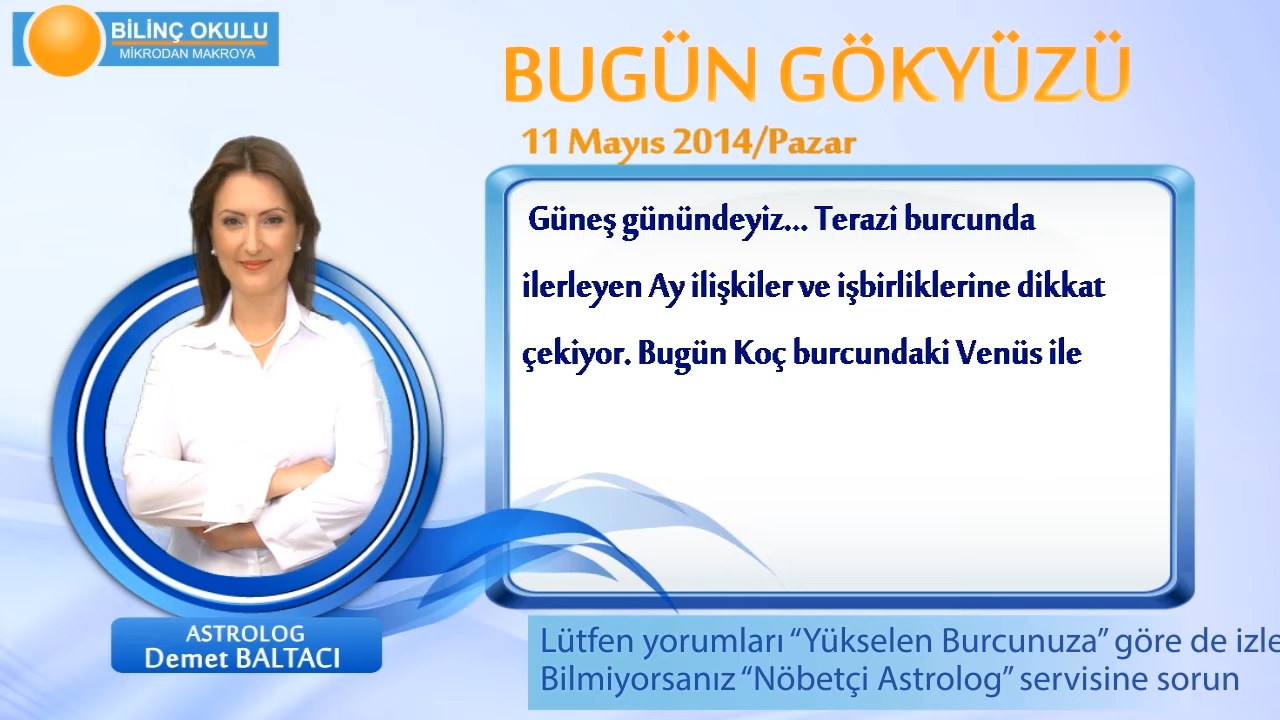 BİLİNÇ OKULU
MİKRODAN MAKROYA
BUGÜN GÖKYÜZÜ
11 Mayıs 2014/Pazar
Güneş günündeyiz... Terazi burcunda
ilerleyen Ay ilişkiler ve işbirliklerine dikkat
çekiyor. Bugün Koç burcundaki Venüs ile
ASTROLOG
Demet BALTACI
Lütfen yorumları “Yükselen Burcunuza” göre de izle
Bilmiyorsanız “Nöbetçi Astrolog” servisine sorun